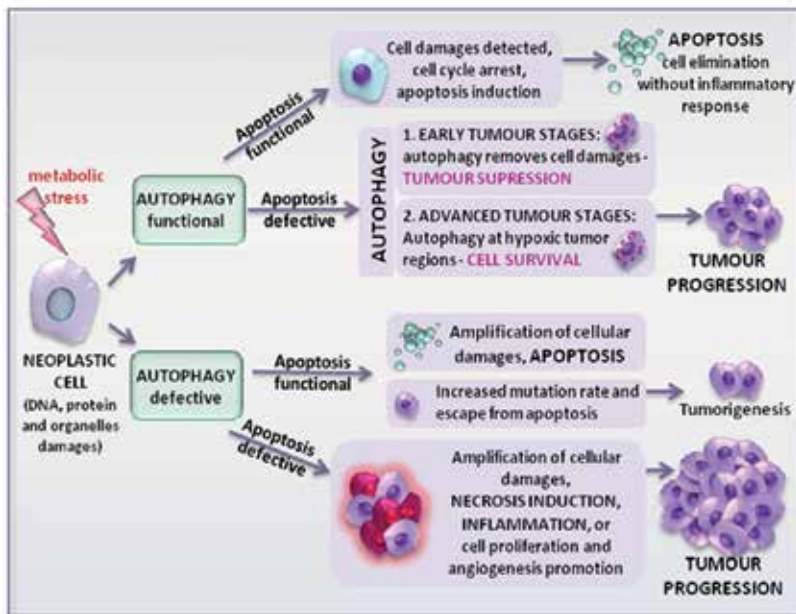 Cell damages detected,
cell cycle arrest,
apoptosis induction
APOPTOSIS
cell elimination
without inflammatory
response
Apoptosis
functional
metabolic
stress
AUTOPHAGY
functional
Apoptosis
defective
AUTOPHAGY
1. EARLY TUMOUR STAGES:
autophagy removes cell damages-
TUMOUR SUPRESSION
2. ADVANCED TUMOUR STAGES:
Autophagy at hypoxic tumor
regions- CELL SURVIVAL
TUMOUR
PROGRESSION
NEOPLASTIC
CELL
(DNA, protein
and organelles
damages)
AUTOPHAGY
defective
Apoptosis
functional
Amplification of cellular
damages, APOPTOSIS
Increased mutation rate and
escape from apoptosis
Tumorigenesis
Apoptosis
defective
Amplification of cellular
damages,
NECROSIS INDUCTION,
INFLAMMATION, or
cell proliferation and
angiogenesis promotion
TUMOUR
PROGRESSION